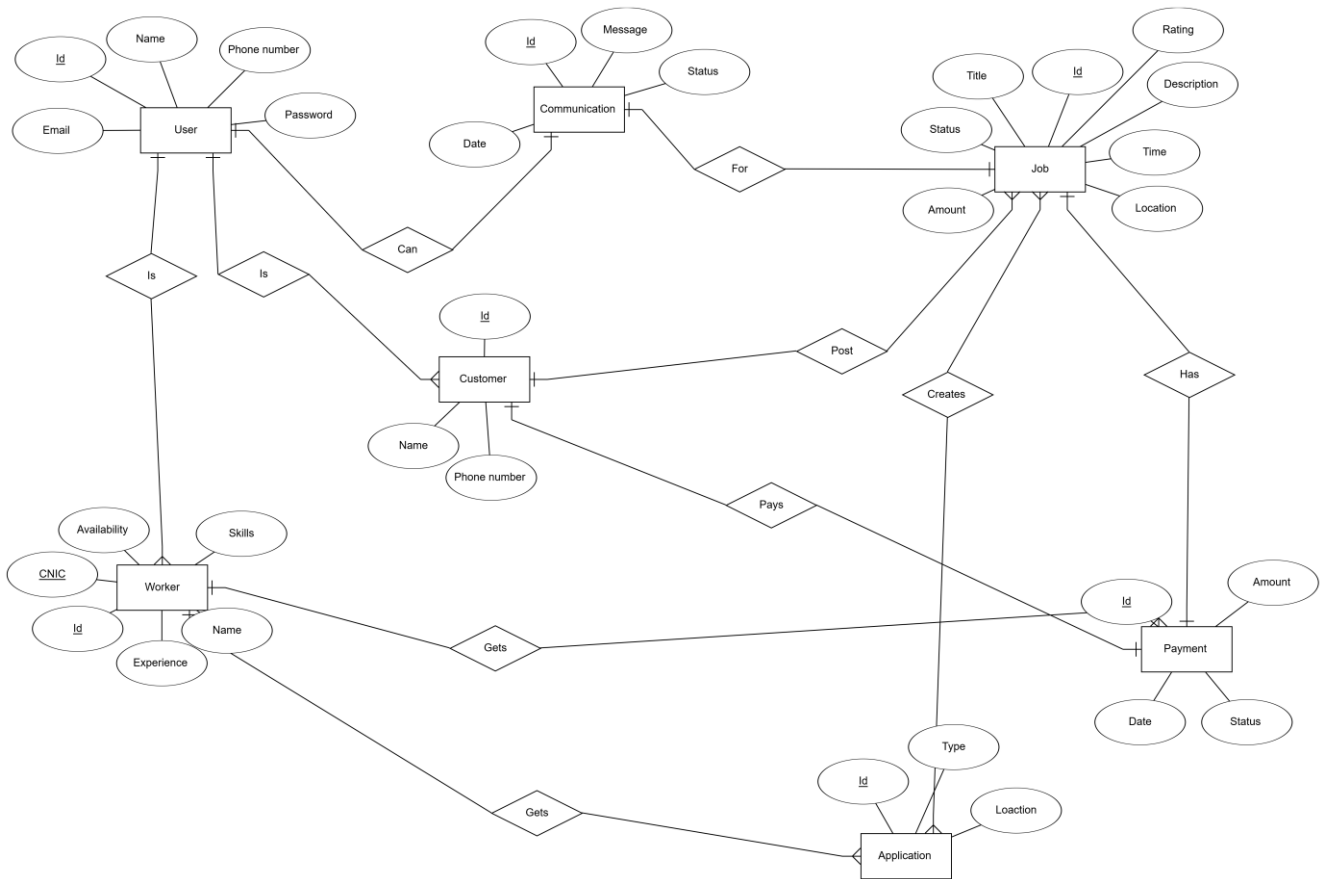 Name
Phone number
Id
Password
Email
User
Message
Id
Status
Communication
Date
Rating
Title
Id
Description
Status
Job
Time
Amount
Location
For
Can
Is
Is
Id
Customer
Name
Phone number
Post
Creates
Has
Pays
Availability
Skills
CNIC
Worker
Id
Name
Experience
Gets
Id
Amount
Payment
Date
Status
Type
Id
Loaction
Gets
Application